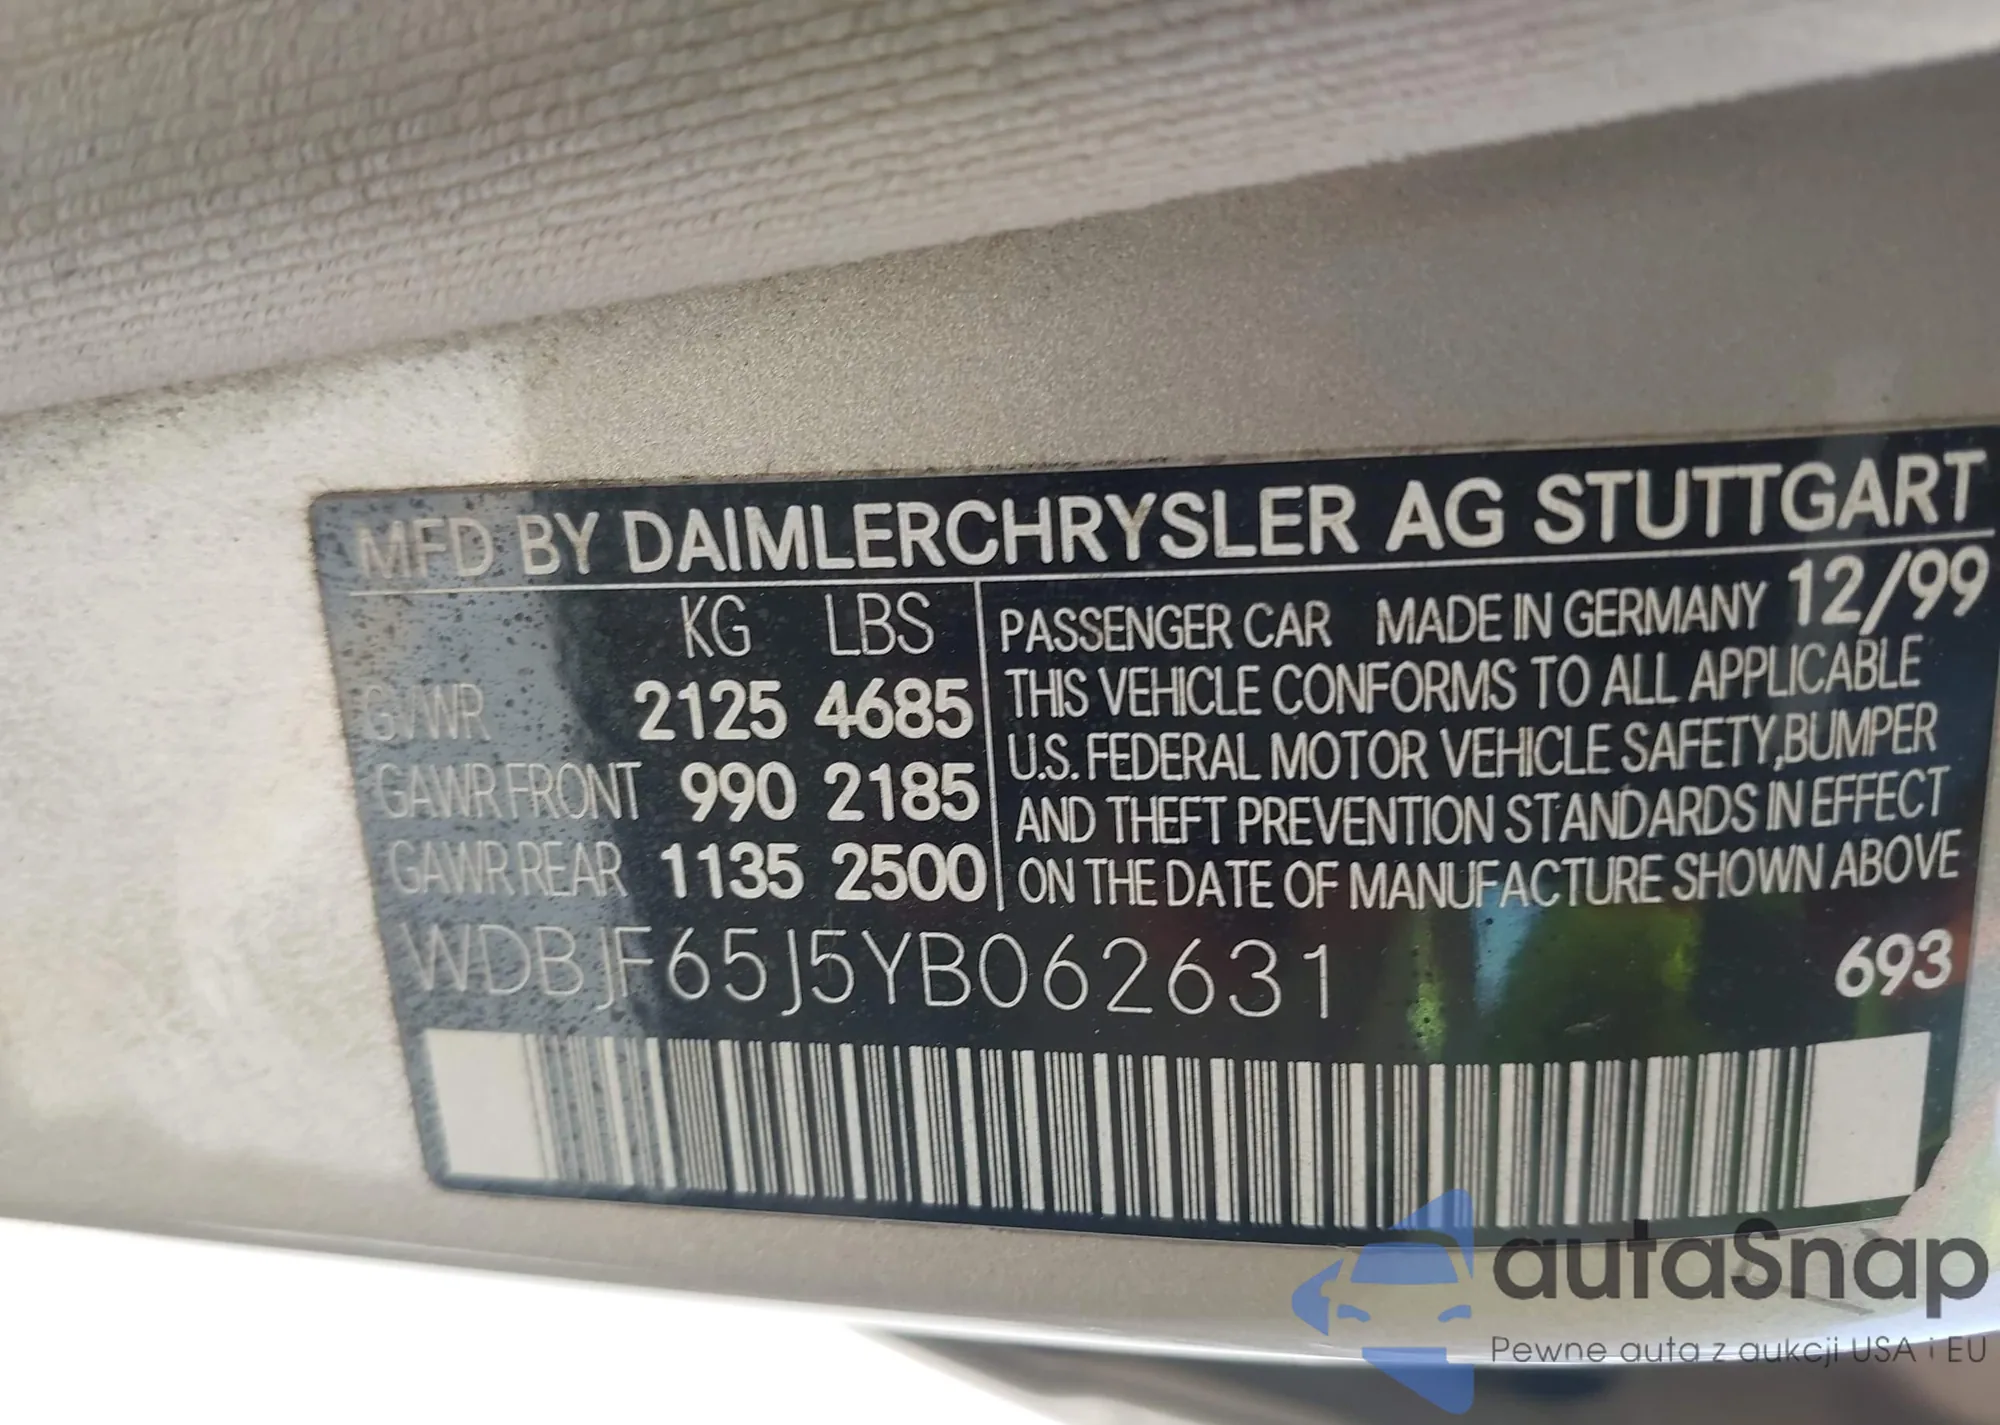 MFD BY DAIMLERCHRYSLER AG STUTTGART
KG LBS
GVWR 2125 4685
GAWR FRONT 990 2185
GAWR REAR 1135 2500
PASSENGER CAR MADE IN GERMANY 12/99
THIS VEHICLE CONFORMS TO ALL APPLICABLE
U.S. FEDERAL MOTOR VEHICLE SAFETY,BUMPER
AND THEFT PREVENTION STANDARDS IN EFFECT
ON THE DATE OF MANUFACTURE SHOWN ABOVE
WDBJF65J5YB062631
693
autaSnap
Pewne auta z aukcji USA i EU